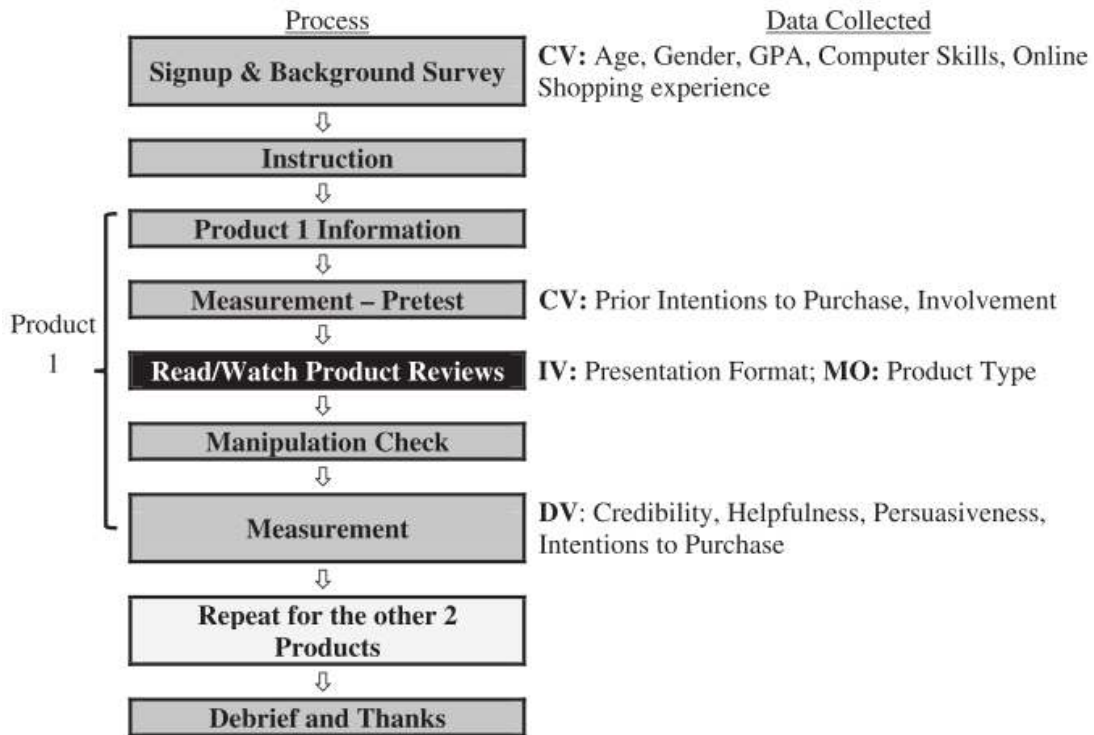 Process
Data Collected
Signup & Background Survey
CV: Age, Gender, GPA, Computer Skills, Online
Shopping experience
Instruction
Product 1 Information
Measurement – Pretest
CV: Prior Intentions to Purchase, Involvement
Product
1
Read/Watch Product Reviews
IV: Presentation Format; MO: Product Type
Manipulation Check
Measurement
DV: Credibility, Helpfulness, Persuasiveness,
Intentions to Purchase
Repeat for the other 2
Products
Debrief and Thanks